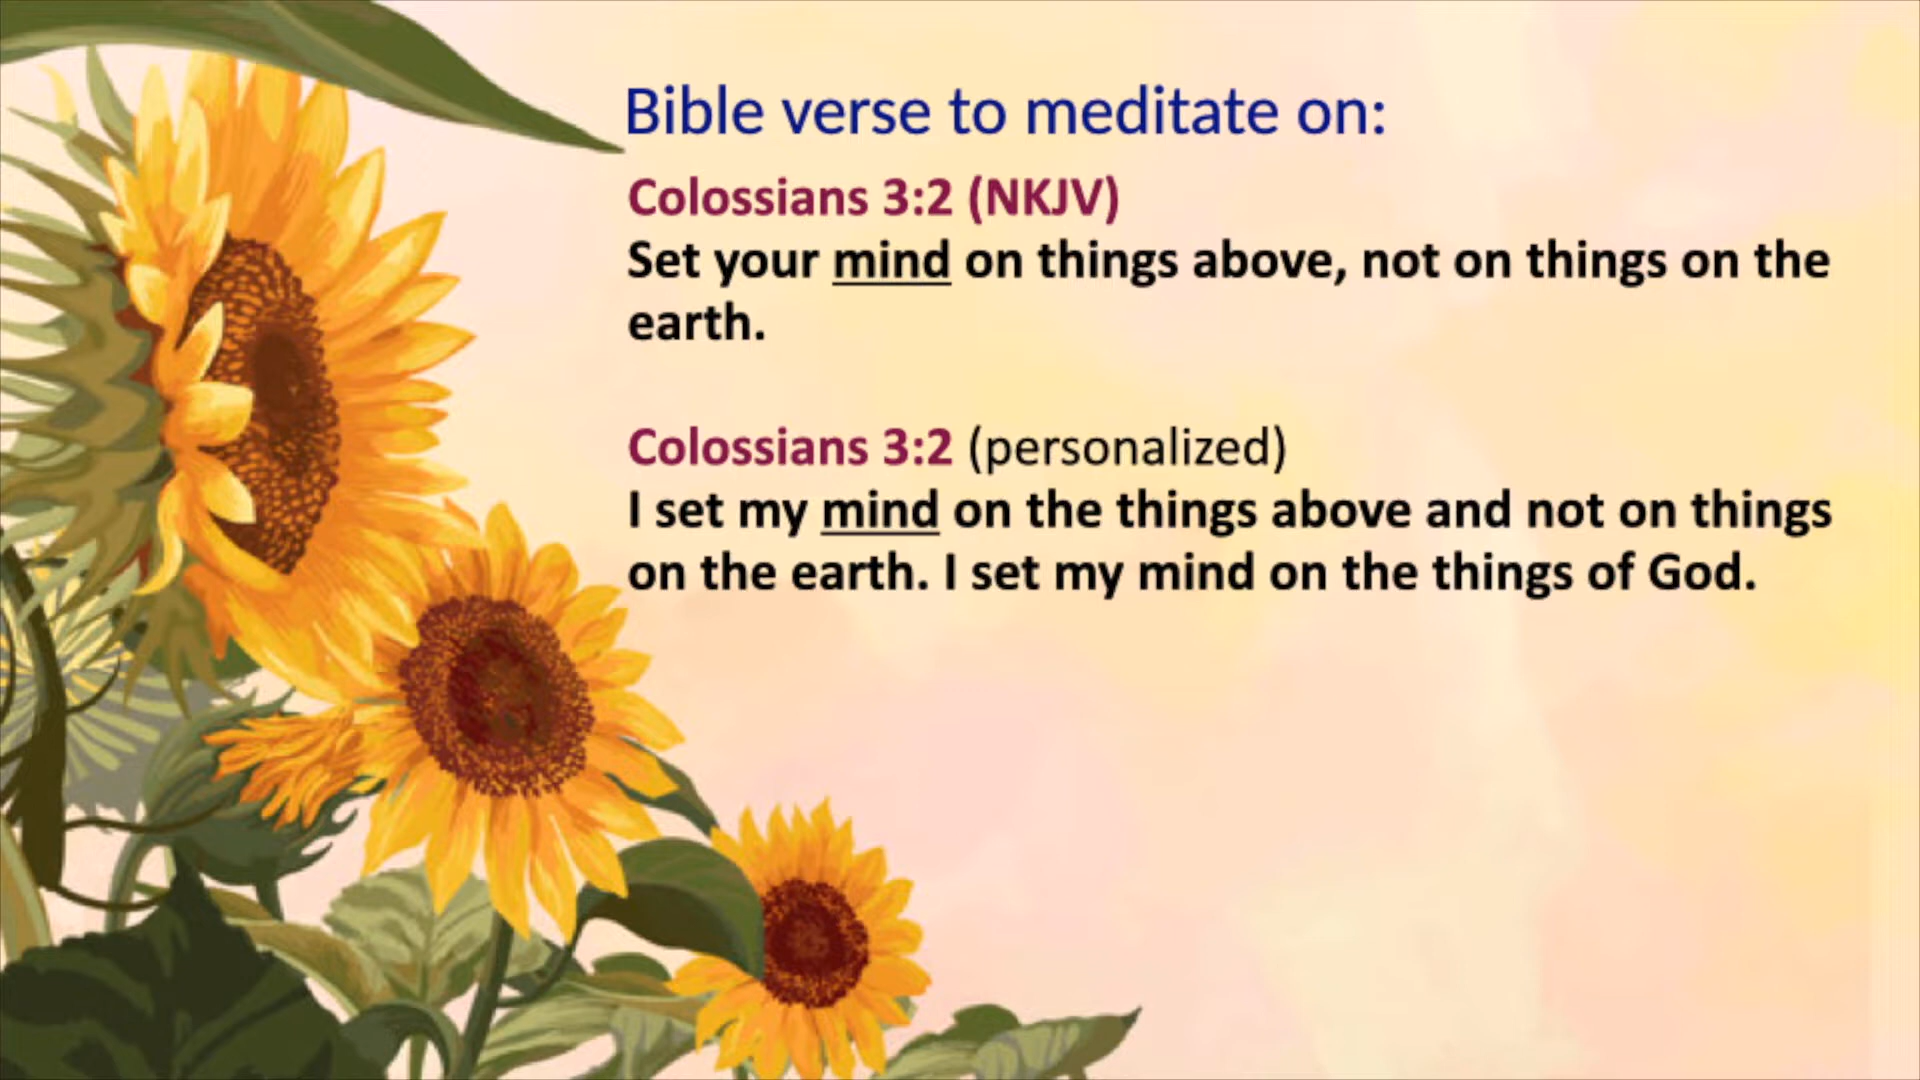 Bible verse to meditate on:
Colossians 3:2 (NKJV)
Set your mind on things above, not on things on the
earth.
Colossians 3:2 (personalized)
I set my mind on the things above and not on things
on the earth. I set my mind on the things of God.